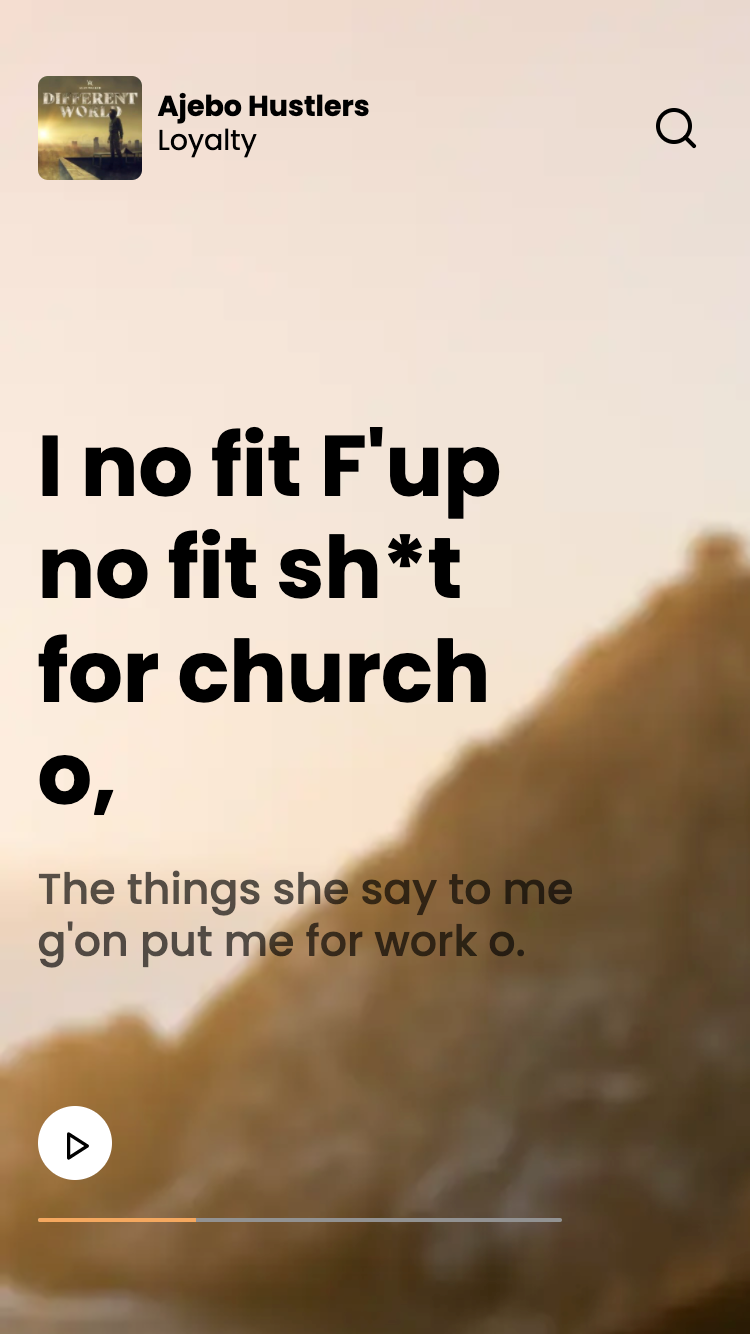 DIFFERENT
WORLD
Ajebo Hustlers
Loyalty
I no fit F'up
no fit sh*t
for church
o,
The things she say to me
g'on put me for work o.